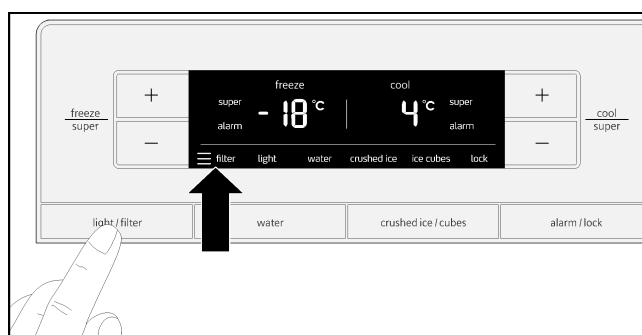 freeze cool
+ super -18 °C 4 °C super +
freeze
super
cool
super
− alarm alarm −
filter light water crushed ice ice cubes lock
light / filter water crushed ice / cubes alarm / lock